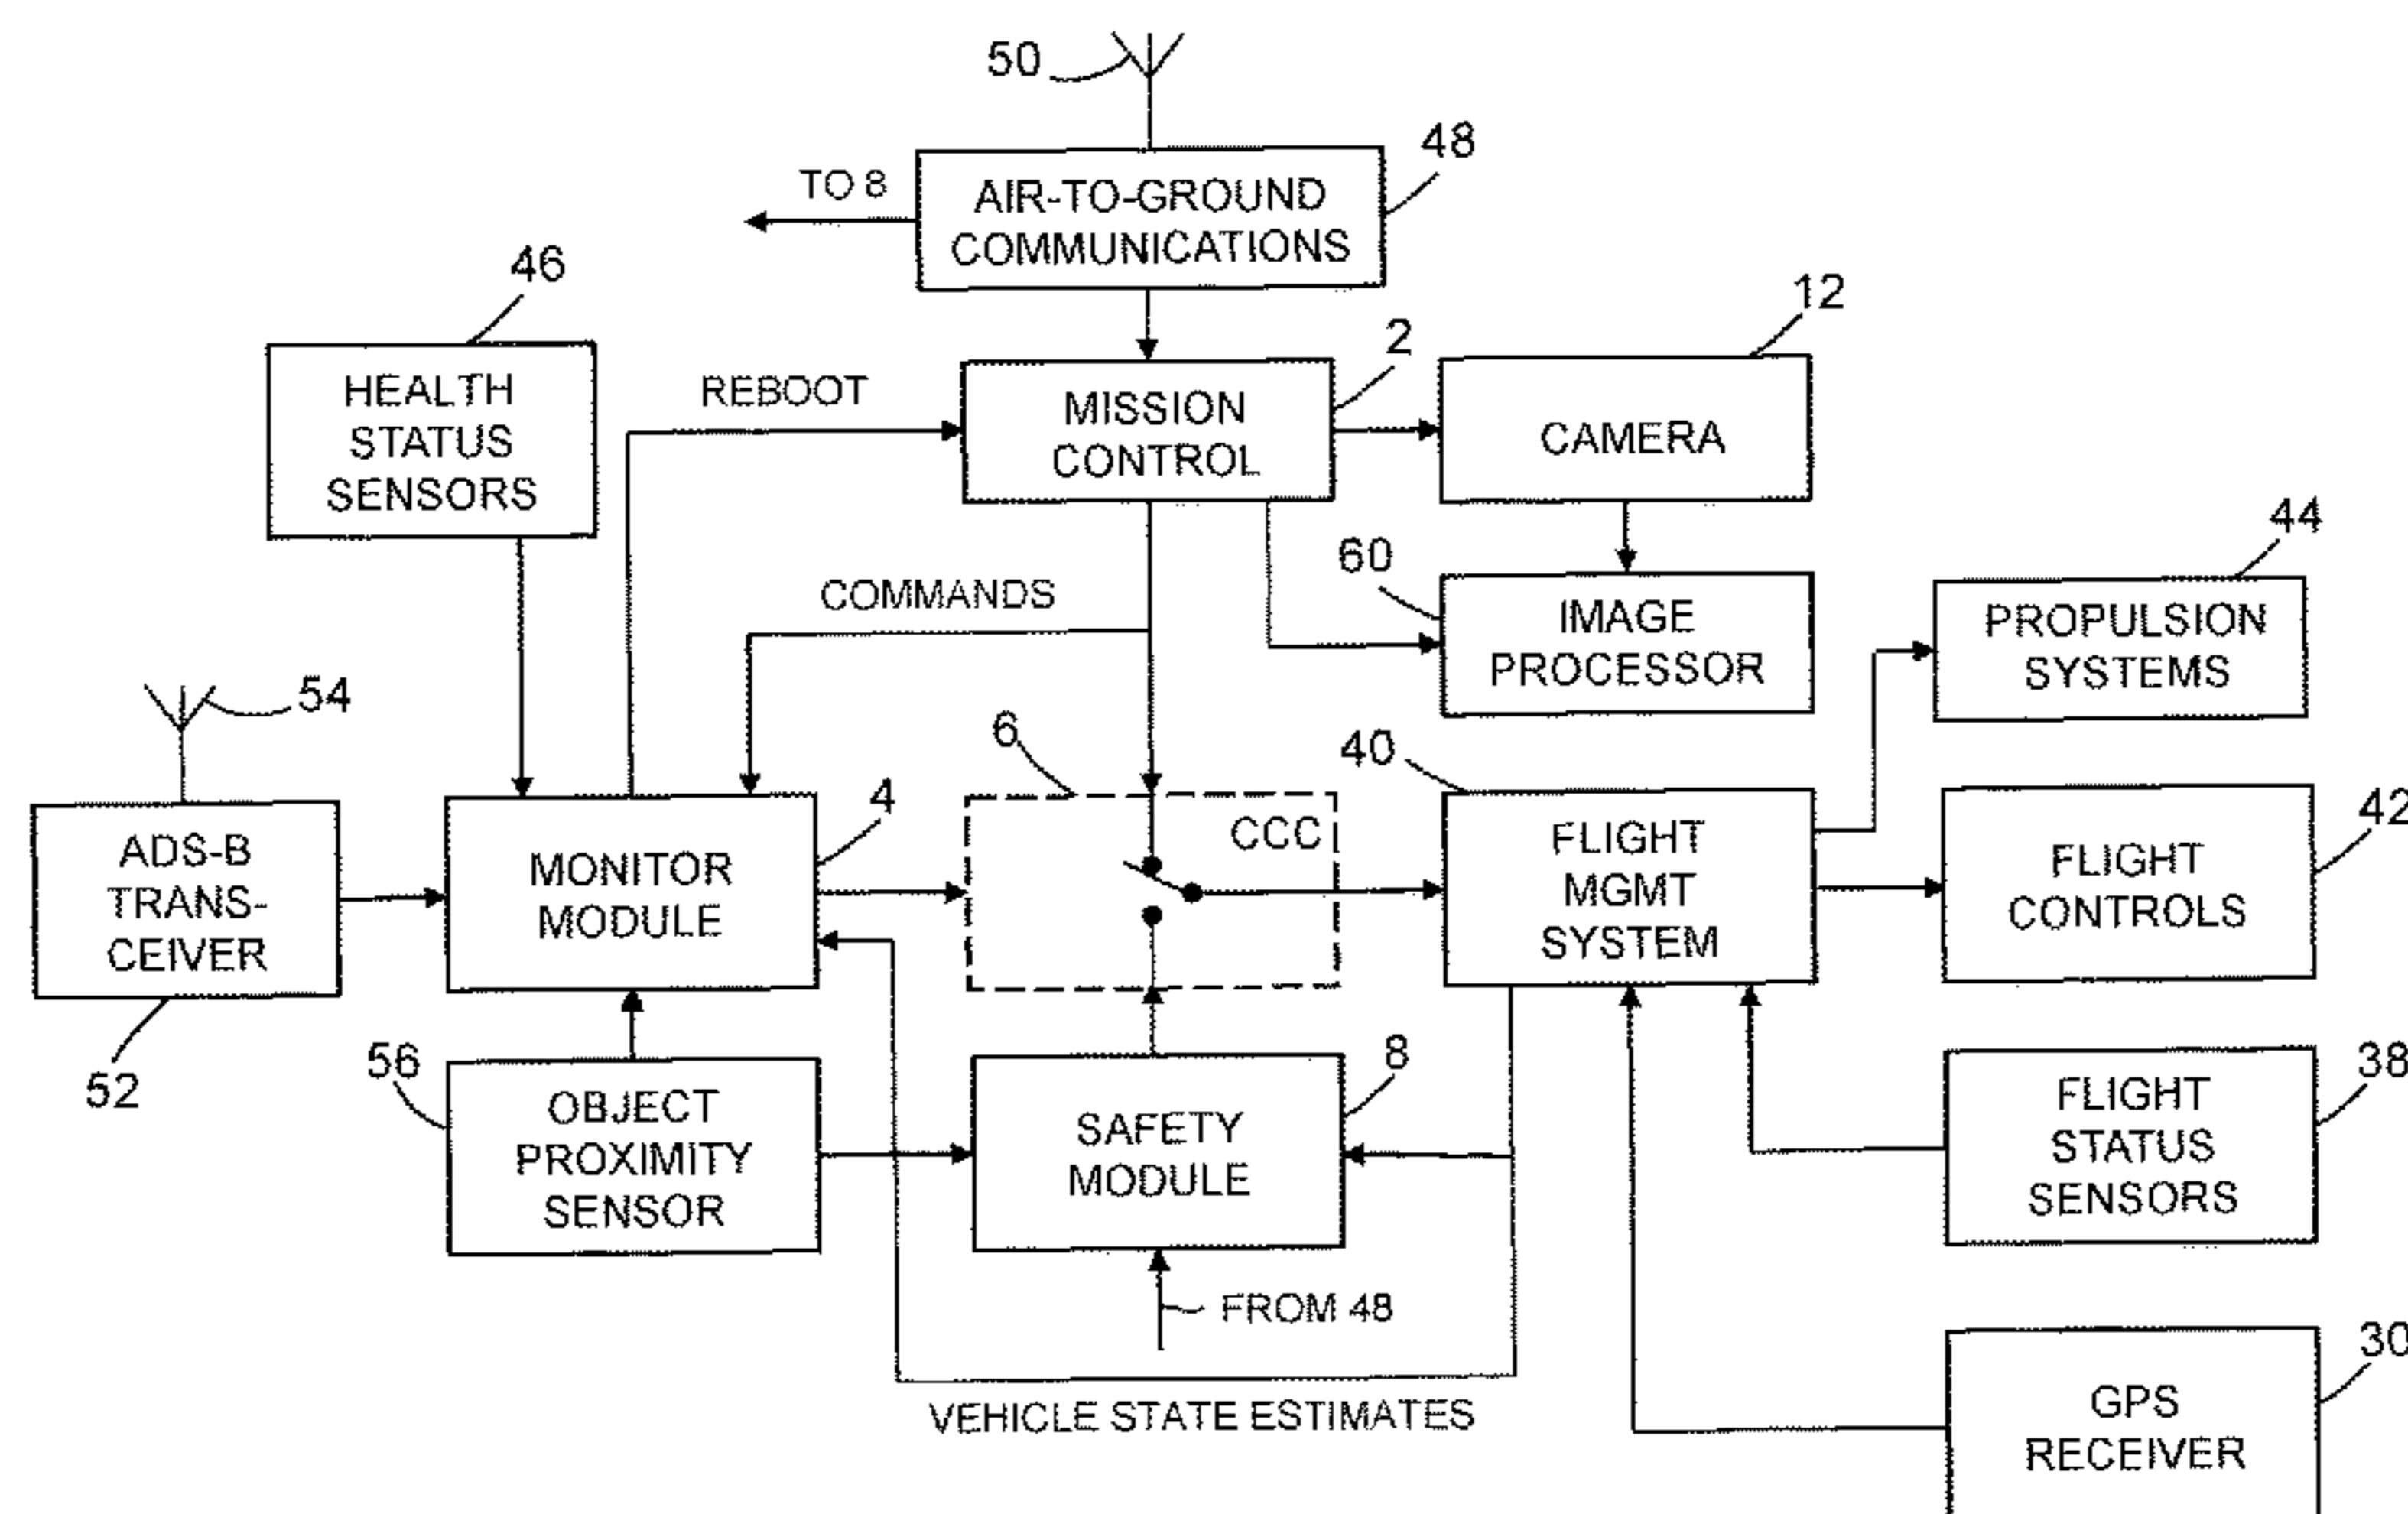 50
48
TO 8
AIR-TO-GROUND
COMMUNICATIONS
46
12
2
HEALTH
STATUS
SENSORS
REBOOT
MISSION
CONTROL
CAMERA
44
60
COMMANDS
IMAGE
PROCESSOR
PROPULSION
SYSTEMS
54
6
40
4
42
ADS-B
TRANS-
CEIVER
MONITOR
MODULE
CCC
FLIGHT
MGMT
SYSTEM
FLIGHT
CONTROLS
52
56
8
38
OBJECT
PROXIMITY
SENSOR
SAFETY
MODULE
FLIGHT
STATUS
SENSORS
FROM 48
30
VEHICLE STATE ESTIMATES
GPS
RECEIVER